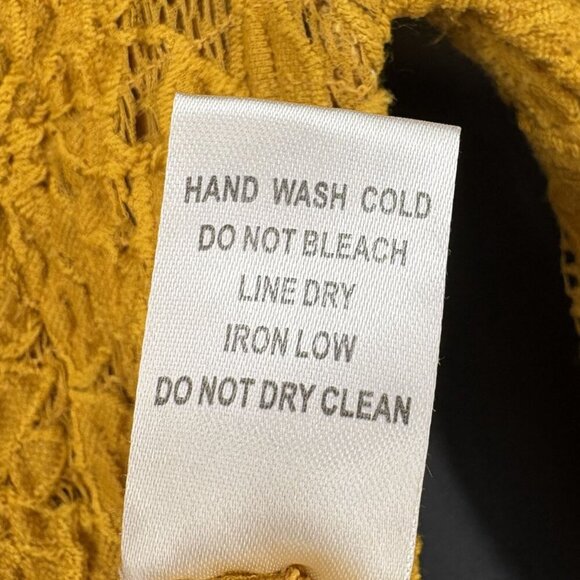 HAND WASH COLD
DO NOT BLEACH
LINE DRY
IRON LOW
DO NOT DRY CLEAN